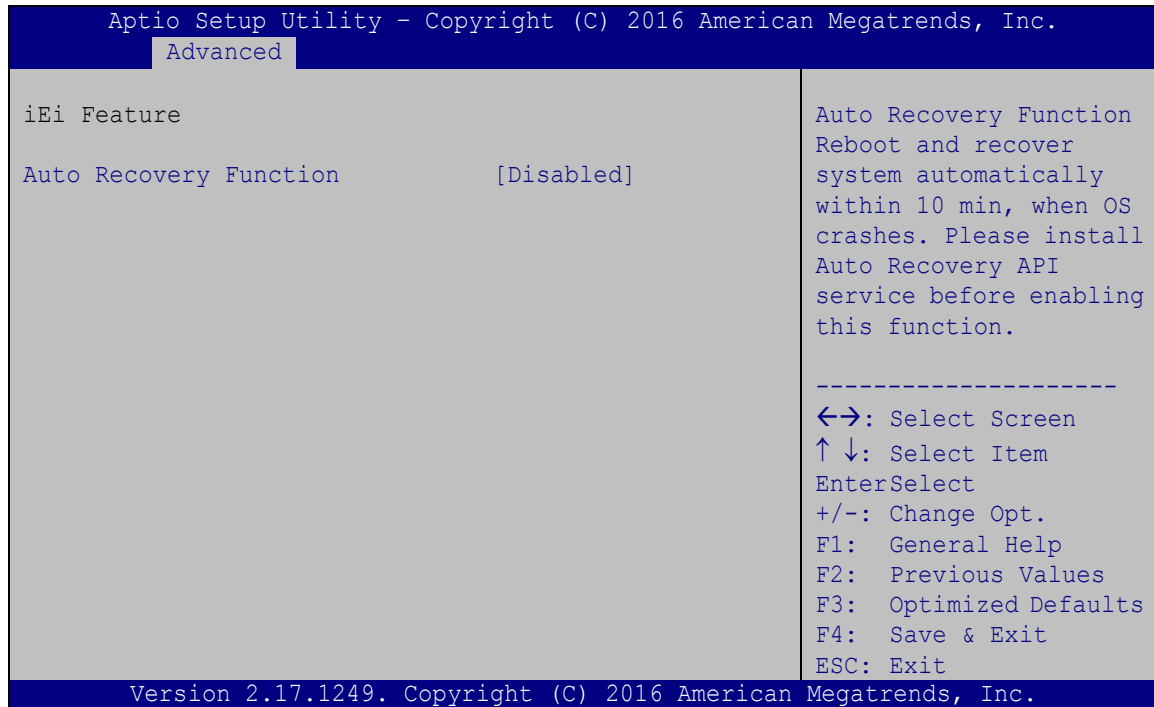 Aptio Setup Utility – Copyright (C) 2016 American Megatrends, Inc.
Advanced
iEi Feature
Auto Recovery Function [Disabled]
Auto Recovery Function
Reboot and recover
system automatically
within 10 min, when OS
crashes. Please install
Auto Recovery API
service before enabling
this function.
---------------------
←→: Select Screen
↑ ↓: Select Item
EnterSelect
+/-: Change Opt.
F1: General Help
F2: Previous Values
F3: Optimized Defaults
F4: Save & Exit
ESC: Exit
Version 2.17.1249. Copyright (C) 2016 American Megatrends, Inc.